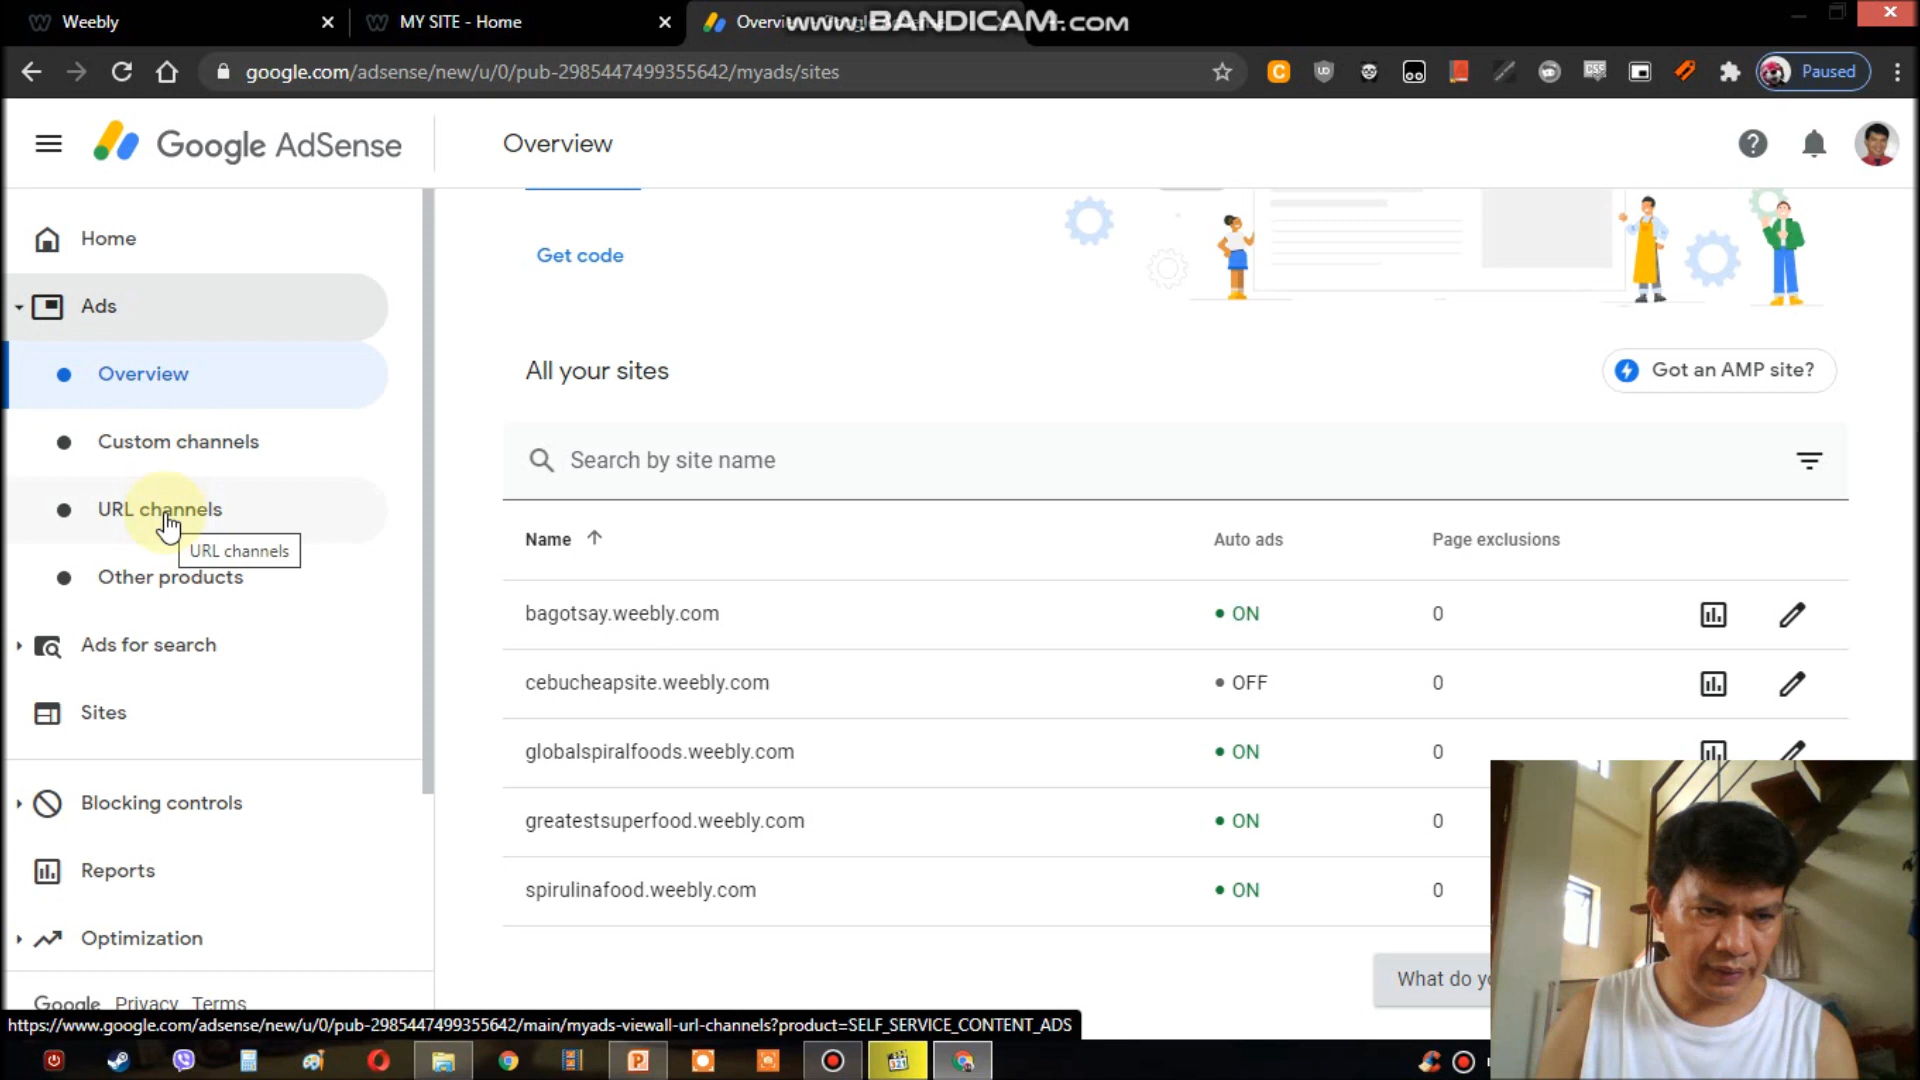 Weebly
MY SITE - Home
Overvi
www.BANDICAM.com
google.com/adsense/new/u/0/pub-2985447499355642/myads/sites
Paused
Google AdSense
Overview
Home
Get code
Ads
Overview
All your sites
Got an AMP site?
Custom channels
Search by site name
URL channels
URL channels
Name
Auto ads
Page exclusions
Other products
bagotsay.weebly.com
ON
0
Ads for search
cebucheapsite.weebly.com
OFF
0
Sites
globalspiralfoods.weebly.com
ON
0
Blocking controls
greatestsuperfood.weebly.com
ON
0
Reports
spirulinafood.weebly.com
ON
0
Optimization
What do yo
Google Privacy Terms
https://www.google.com/adsense/new/u/0/pub-2985447499355642/main/myads-viewall-url-channels?product=SELF_SERVICE_CONTENT_ADS